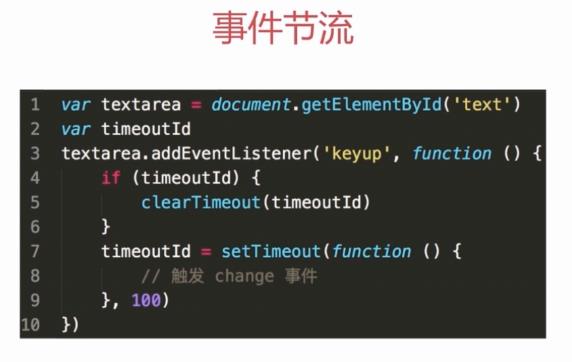 事件节流
1 var textarea = document.getElementById('text')
2 var timeoutId
3 textarea.addEventListener('keyup', function () {
4     if (timeoutId) {
5         clearTimeout(timeoutId)
6     }
7     timeoutId = setTimeout(function () {
8         // 触发 change 事件
9     }, 100)
10 })